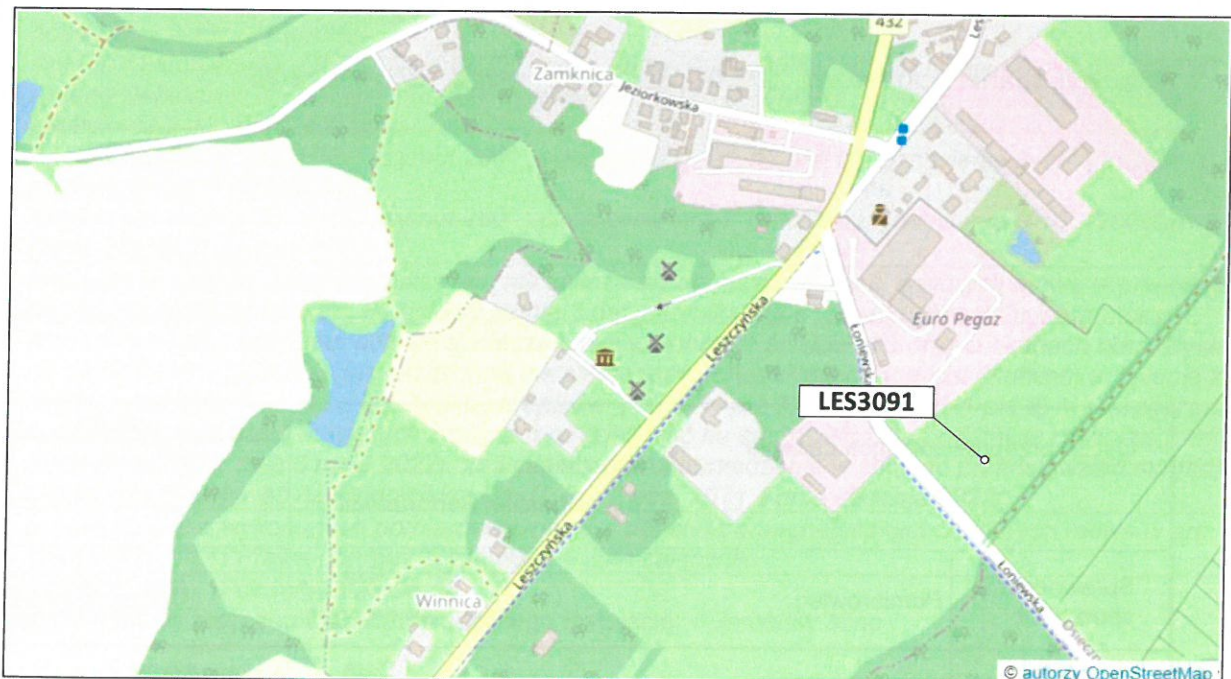 432
Zamknica
Jeziorkowska
Euro Pegaz
Leszczyńska
Łoniewska
LES3091
Leszczyńska
Winnica
Łoniewska
© autorzy OpenStreetMap